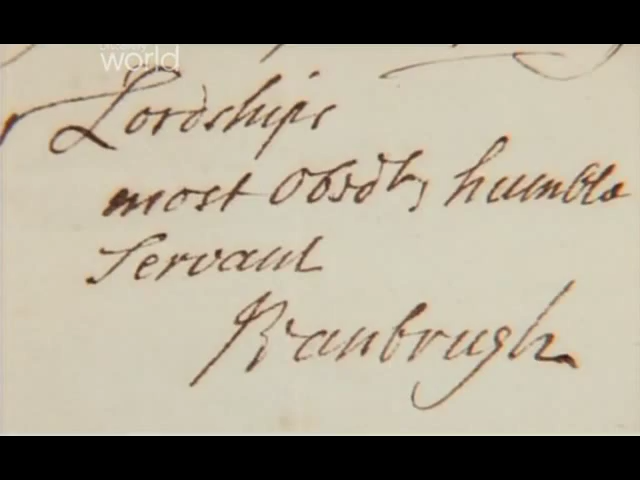 world
Lordships
most Obedt, humble
Servant
Vanbrugh